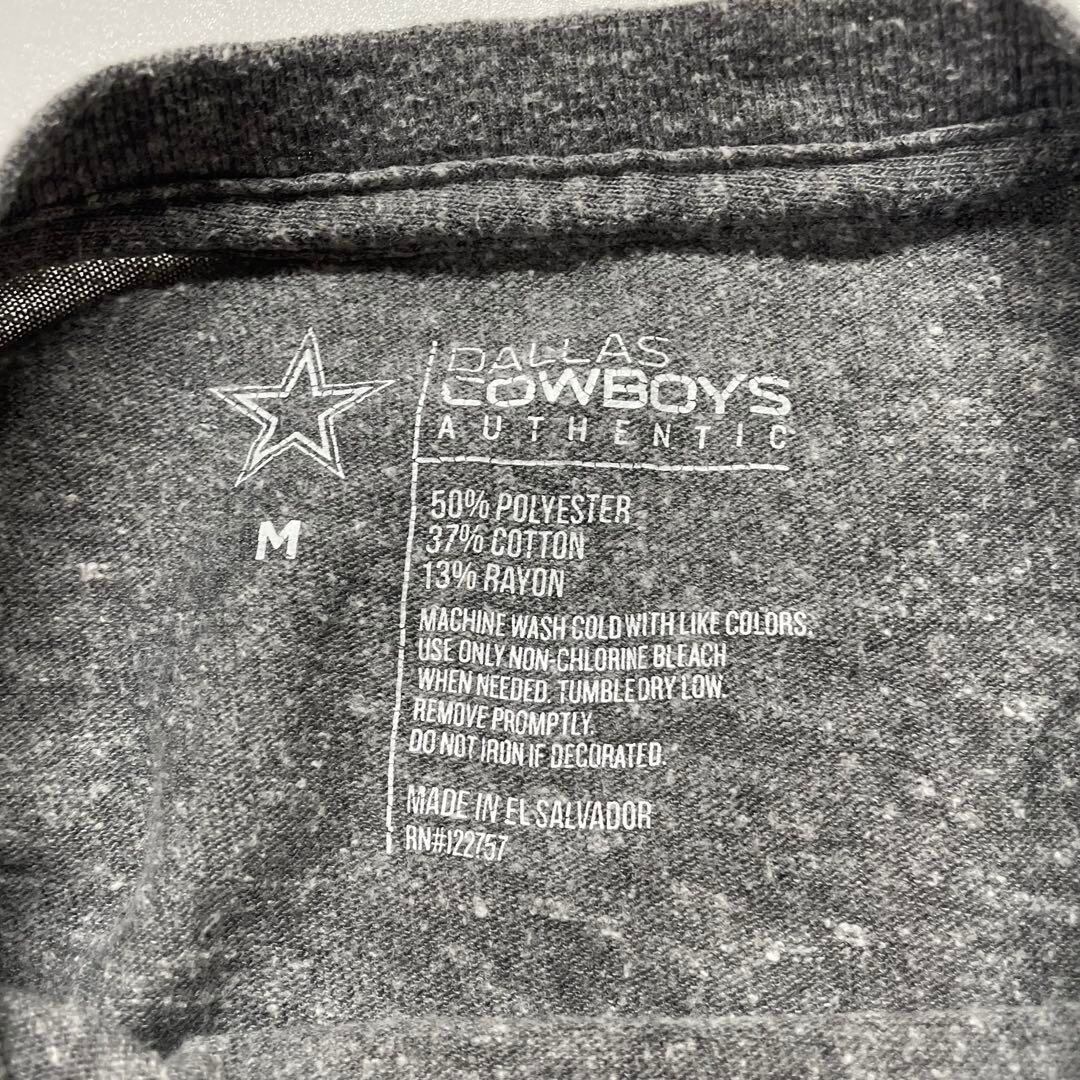 DALLAS
COWBOYS
AUTHENTIC
M
50% POLYESTER
37% COTTON
13% RAYON
MACHINE WASH COLD WITH LIKE COLORS.
USE ONLY NON-CHLORINE BLEACH
WHEN NEEDED. TUMBLE DRY LOW.
REMOVE PROMPTLY.
DO NOT IRON IF DECORATED.
MADE IN EL SALVADOR
RN#122757